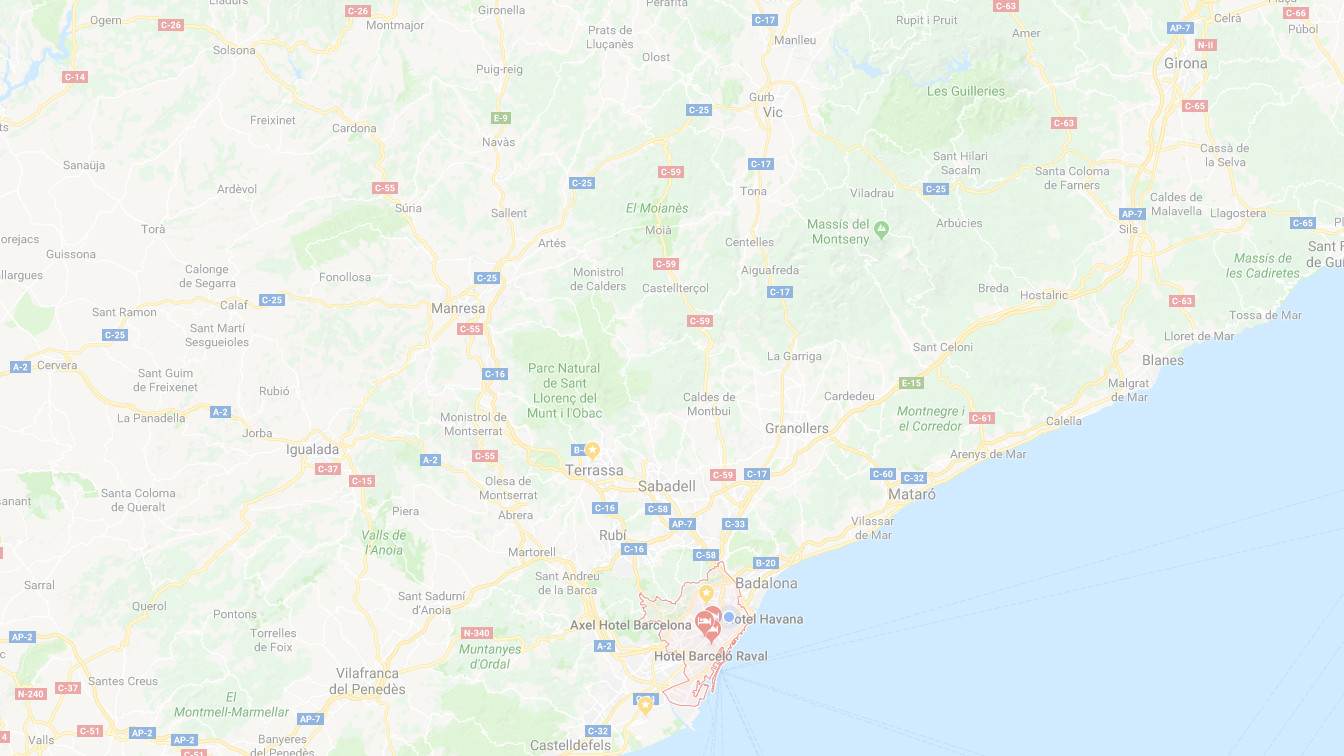 Lladurs
Gironella
Perafita
C-63
C-66
Ogern
C-26
C-26
Montmajor
C-17
Rupit i Pruit
Celrà
AP-7
Púbol
Solsona
Prats de
Lluçanès
Manlleu
Amer
N-II
Olost
Girona
C-14
Puig-reig
Les Guilleries
Gurb
Vic
C-25
C-65
Freixinet
Cardona
E-9
C-63
Navàs
Cassà de
la Selva
Sanaüja
C-59
C-17
Sant Hilari
Sacalm
Santa Coloma
de Farners
Ardèvol
C-55
C-25
Tona
Viladrau
C-25
Caldes de
Malavella
Súria
Sallent
El Moianès
AP-7
Llagostera
C-65
Torà
Moià
Massís del
Montseny
Arbúcies
Sils
orejacs
Guissona
Artés
Centelles
Sant F
de Guí
Massís de
les Cadiretes
llargues
Calonge
de Segarra
Fonollosa
C-25
Monistrol
de Calders
C-59
Aiguafreda
Castellterçol
C-17
Breda
Hostalric
C-63
Calaf
C-25
Manresa
Sant Ramon
C-59
Tossa de Mar
C-25
Sant Martí
Sesgueioles
C-55
Lloret de Mar
A-2
Cervera
La Garriga
Sant Celoni
Blanes
Sant Guim
de Freixenet
C-16
Parc Natural
de Sant
Llorenç del
Munt i l'Obac
E-15
Malgrat
de Mar
Rubió
Caldes de
Montbui
Cardedeu
La Panadella
A-2
Monistrol de
Montserrat
Montnegre i
el Corredor
C-61
Calella
Jorba
Granollers
Igualada
C-37
A-2
C-55
Terrassa
Arenys de Mar
C-15
C-59
C-17
C-60
C-32
Santa Coloma
de Queralt
Olesa de
Montserrat
Sabadell
Mataró
sanant
Piera
Abrera
C-16
C-58
AP-7
C-33
Vilassar
de Mar
Valls de
l'Anoia
Rubí
C-16
Martorell
C-58
B-20
Sarral
Sant Andreu
de la Barca
Badalona
Querol
Sant Sadurní
d'Anoia
Pontons
Axel Hotel Barcelona
otel Havana
AP-2
Torrelles
de Foix
N-340
A-2
Muntanyes
d'Ordal
Hotel Barceló Raval
Vilafranca
del Penedès
Santes Creus
C-37
N-240
El
Montmell-Marmellar
AP-7
C-51
AP-2
AP-2
C-32
Valls
Banyeres
del Penedès
C-51
Castelldefels